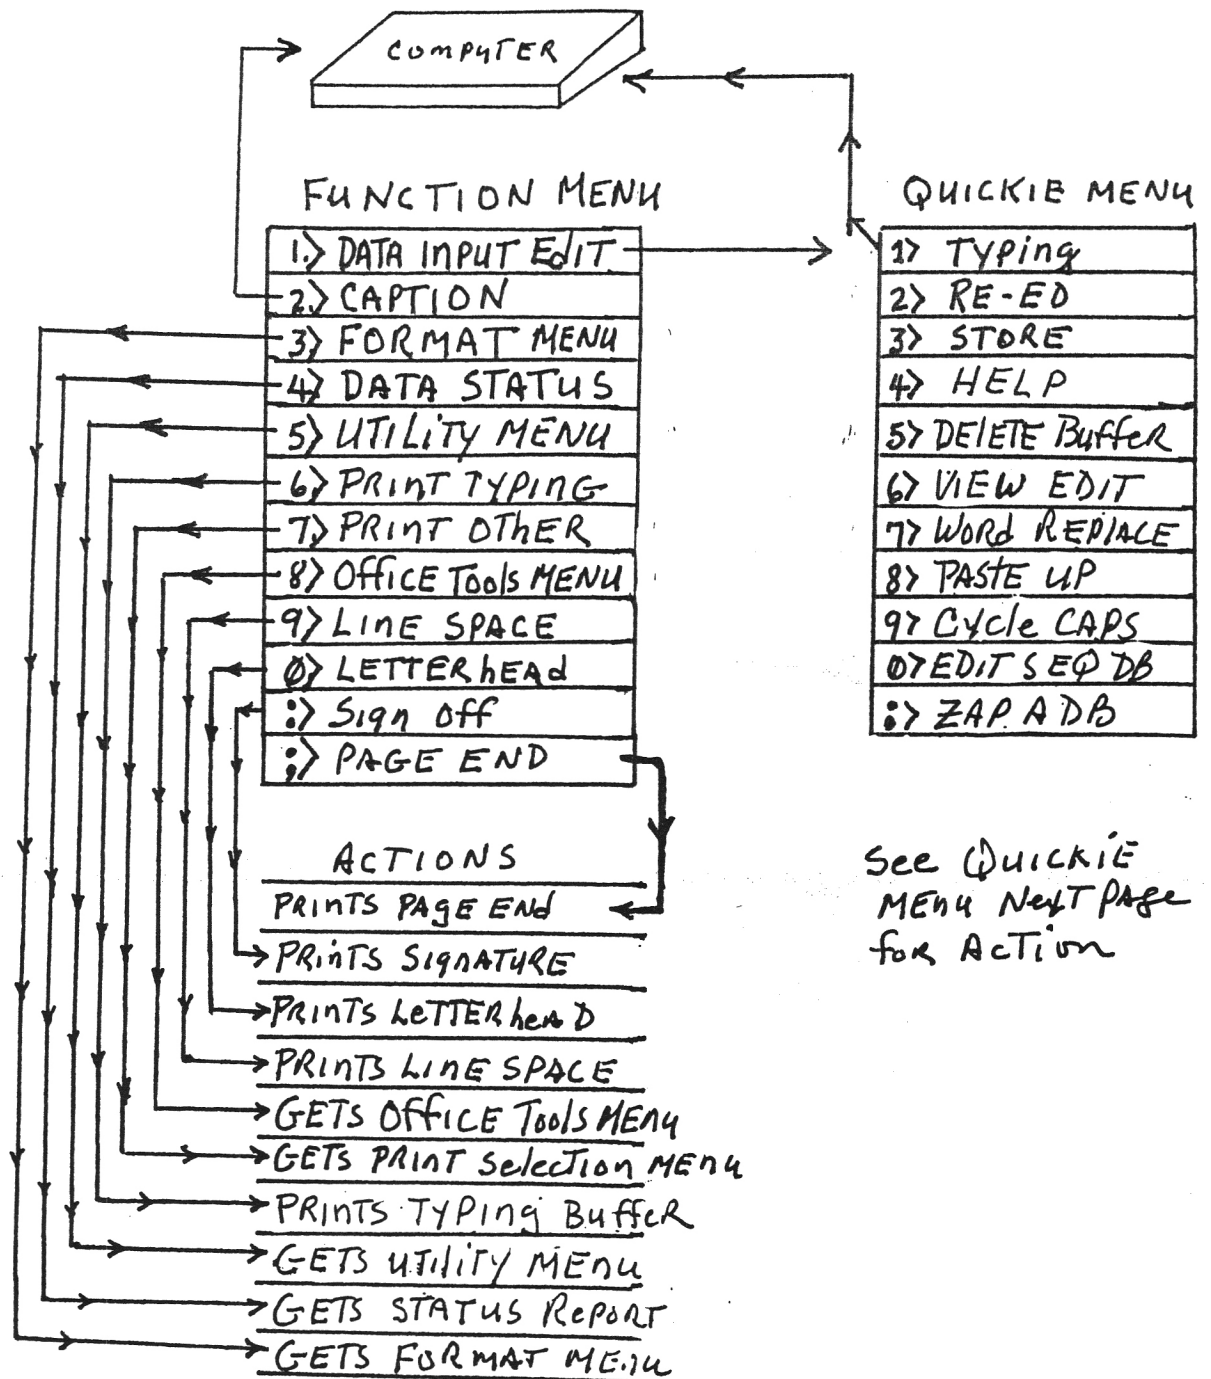 COMPUTER
FUNCTION MENU
1.> DATA INPUT EdIT
2.> CAPTION
3.> FORMAT MENU
4.> DATA STATUS
5.> UTILITY MENU
6.> PRINT TYPING
7.> PRINT OThER
8.> OfficE Tools MENU
9.> LINE SPACE
0.> LETTERhEAd
:> Sign Off
;> PAGE END
ACTIONS
PRINTS PAGE ENd
PRINTS SIgNATURE
PRINTS LETTERheAD
PRINTS LINE SPACE
GETS OffICE Tools MENU
GETS PRINT SelecTIon MENU
PRINTS TYPINg BuffeR
GETS UTIlITY MENU
GETS STATUS RePoRT
GETS FORMAT MENU
QUICKIE MENU
1> TYPing
2> RE-ED
3> STORE
4> HELP
5> DElETE BuffeR
6> VIEW EDIT
7> WORd REPlACE
8> PASTE UP
9> Cycle CAPS
0> EDIT SEQ DB
:> ZAP A DB
See QUICKIE
MENU NexT PAge
foR AcTion